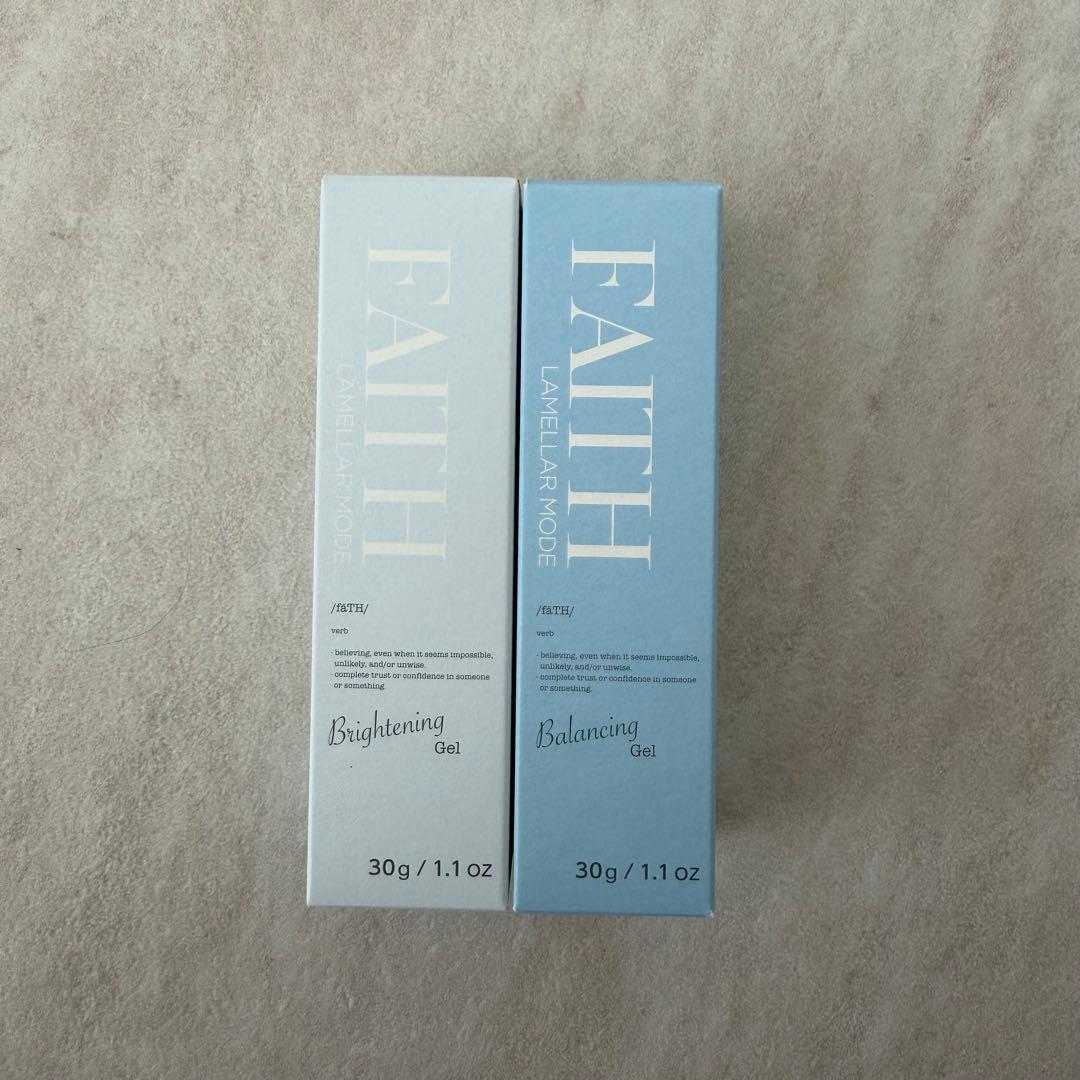 FAITH
LAMELLAR MODE
/fāTH/
verb
· believing, even when it seems impossible,
unlikely, and/or unwise.
· complete trust or confidence in someone
or something.
Brightening
Gel
30g / 1.1 oz
FAITH
LAMELLAR MODE
/fāTH/
verb
· believing, even when it seems impossible,
unlikely, and/or unwise.
· complete trust or confidence in someone
or something.
Balancing
Gel
30g / 1.1 oz